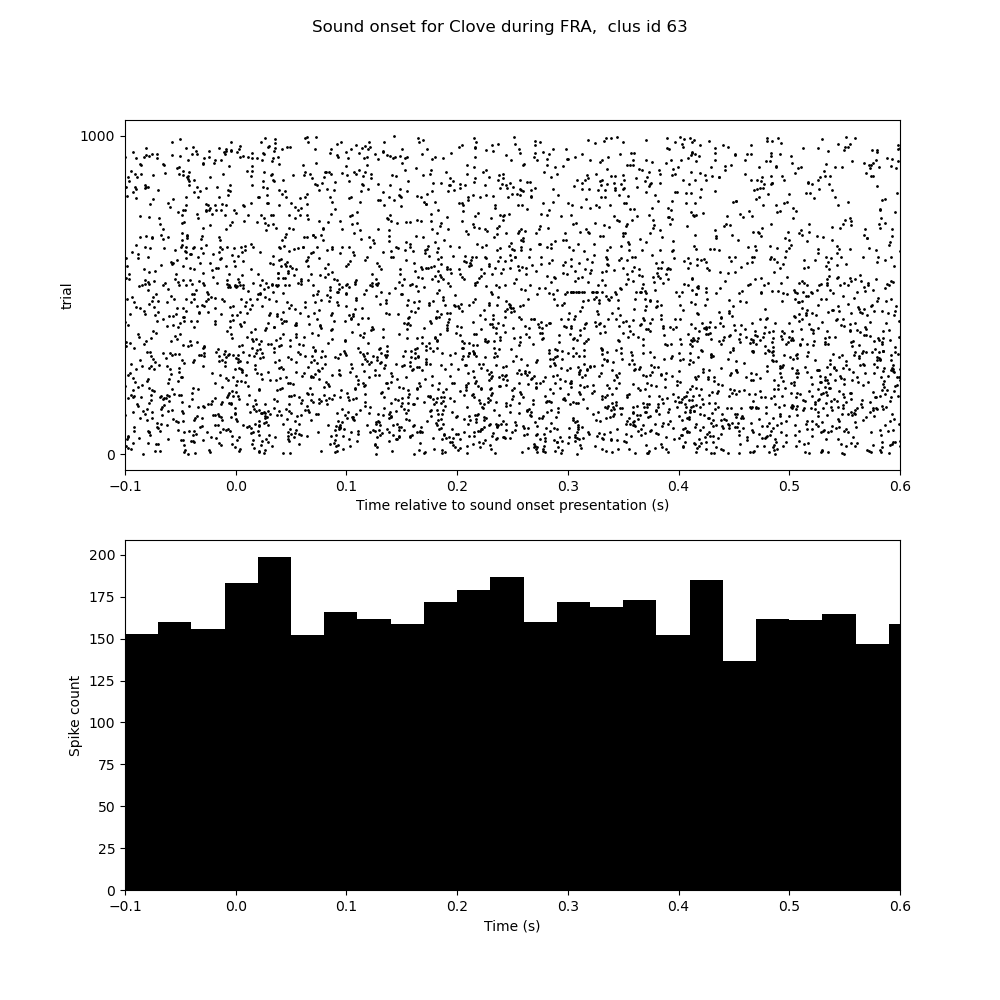 Sound onset for Clove during FRA,  clus id 63
1000
trial
0
−0.1 0.0 0.1 0.2 0.3 0.4 0.5 0.6
Time relative to sound onset presentation (s)
200
175
150
125
100
Spike count
75
50
25
0
−0.1 0.0 0.1 0.2 0.3 0.4 0.5 0.6
Time (s)